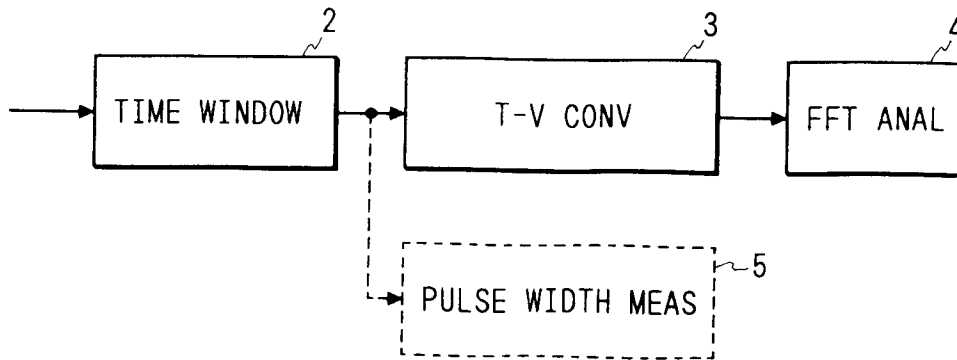 2
3
4
TIME WINDOW
T-V CONV
FFT ANAL
5
PULSE WIDTH MEAS